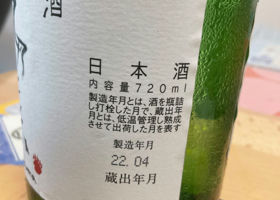 酒
日本酒
内容量720ml
製造年月とは、酒を瓶詰
し打栓した月で、蔵出年
月とは、低温管理し熟成
させて出荷した月を表す
製造年月
22.04
蔵出年月